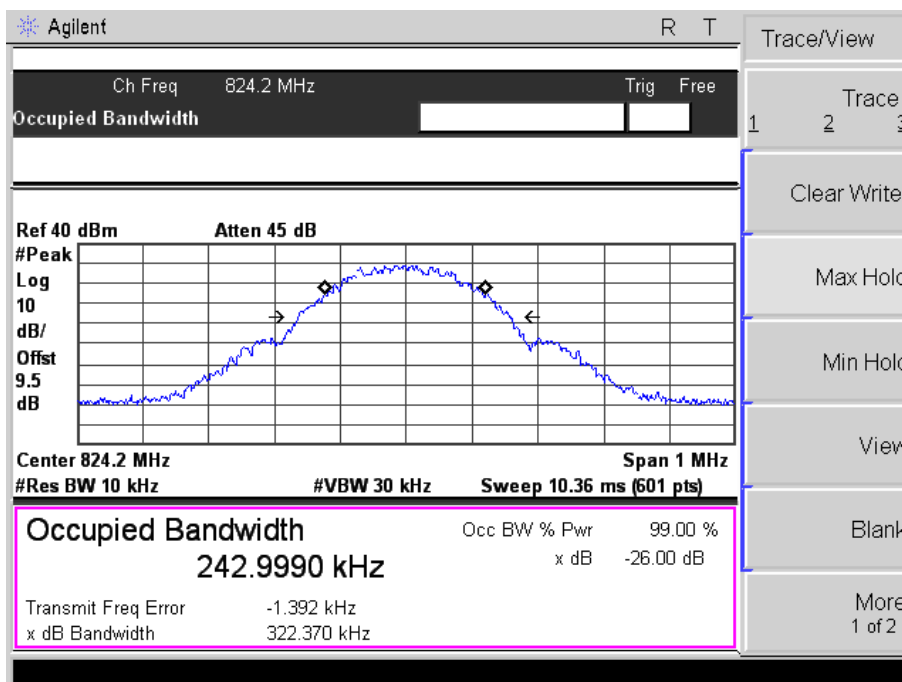 Agilent R T
Trace/View
Ch Freq 824.2 MHz Trig Free
Occupied Bandwidth
Trace
1 2 3
Clear Write
Ref 40 dBm Atten 45 dB
#Peak
Log
10
dB/
Offst
9.5
dB
Max Hold
Min Hold
View
Blank
More
1 of 2
Center 824.2 MHz Span 1 MHz
#Res BW 10 kHz #VBW 30 kHz Sweep 10.36 ms (601 pts)
Occupied Bandwidth Occ BW % Pwr 99.00 %
242.9990 kHz x dB -26.00 dB
Transmit Freq Error -1.392 kHz
x dB Bandwidth 322.370 kHz